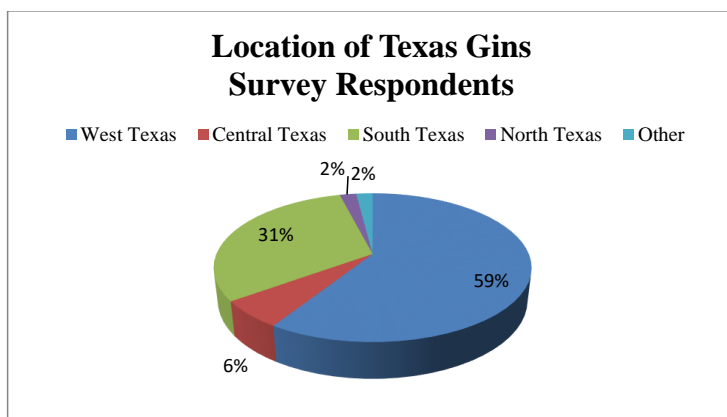 Location of Texas Gins
Survey Respondents
West Texas Central Texas South Texas North Texas Other
2% 2%
31%
59%
6%